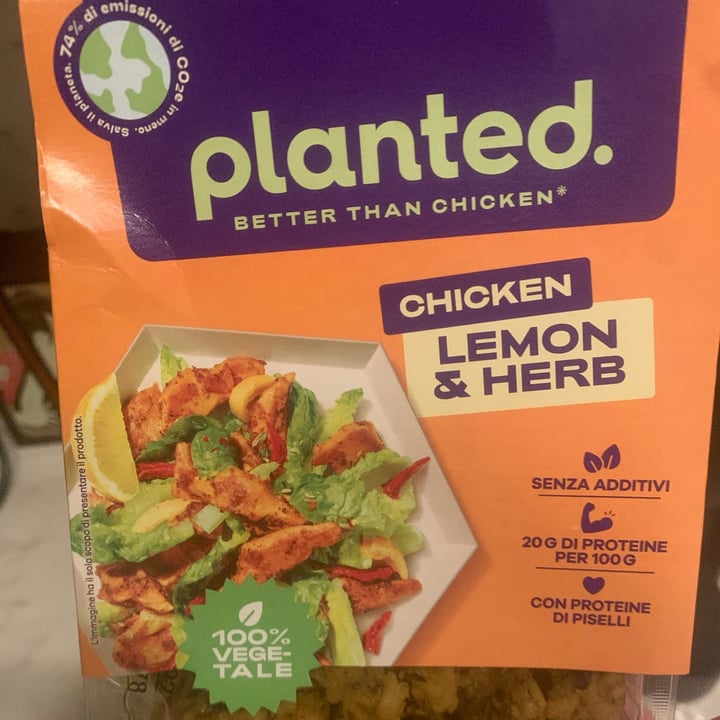 74% di emissioni di CO2e in meno. Salva il pianeta.
planted.
BETTER THAN CHICKEN*
CHICKEN
LEMON
& HERB
SENZA ADDITIVI
20G DI PROTEINE
PER 100G
CON PROTEINE
DI PISELLI
L'immagine ha il solo scopo di presentare il prodotto.
100%
VEGE-
TALE